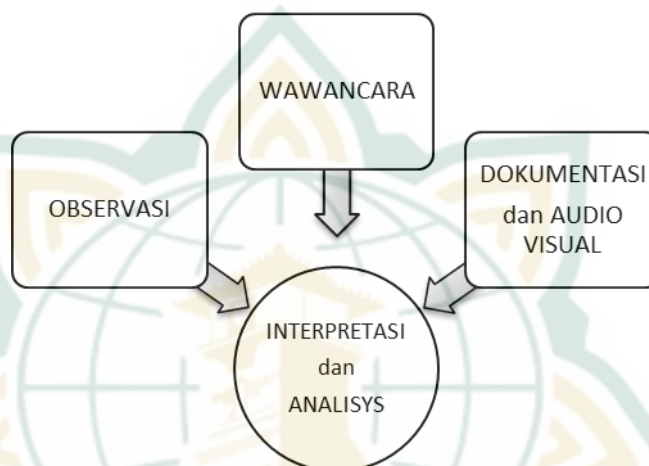 WAWANCARA
OBSERVASI
DOKUMENTASI
dan AUDIO
VISUAL
INTERPRETASI
dan
ANALISYS